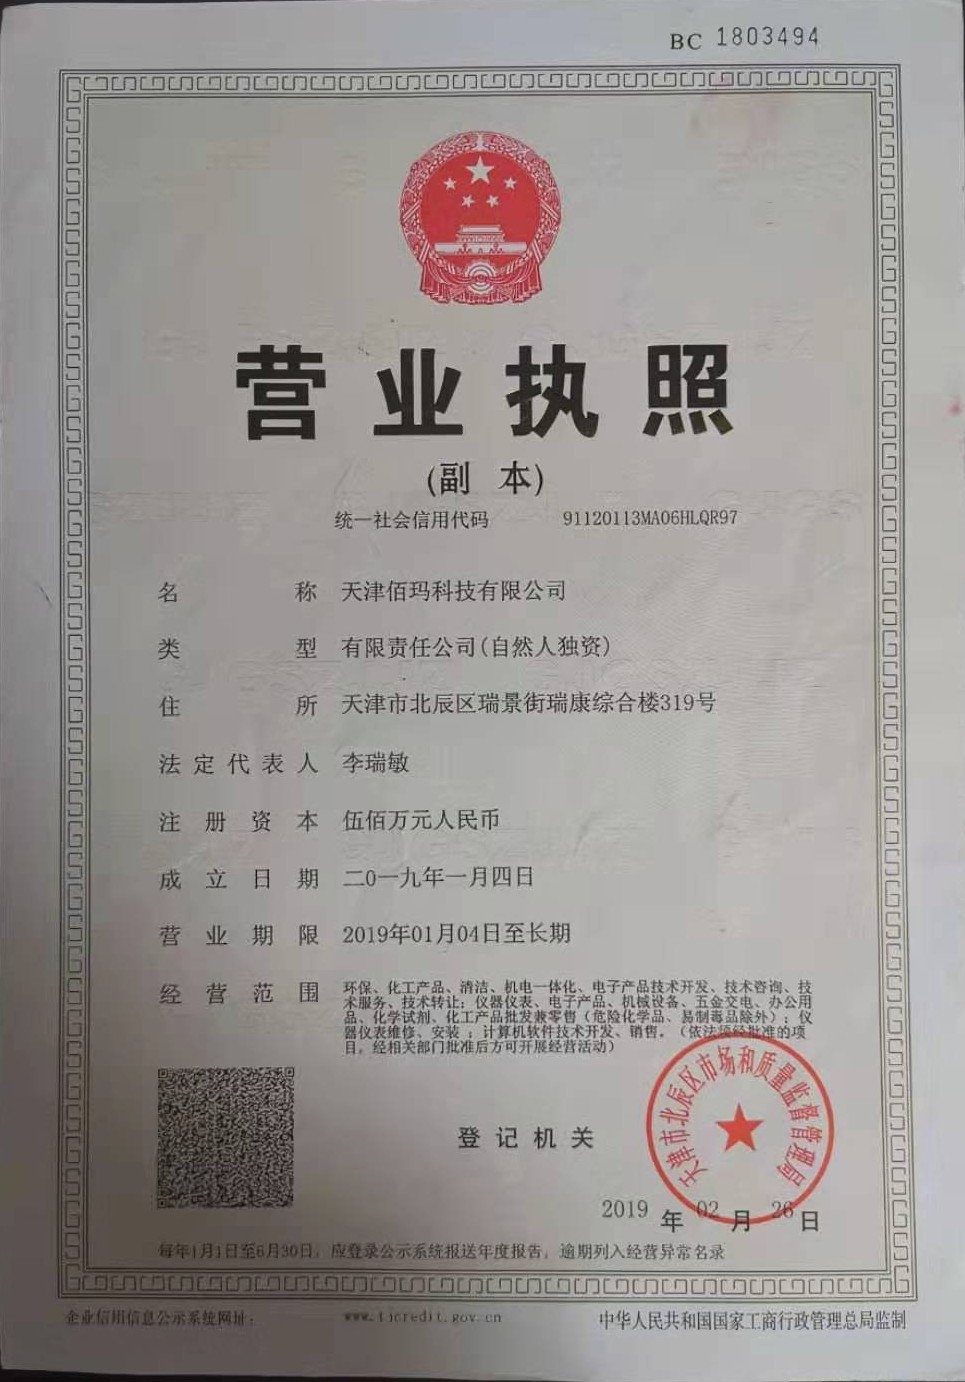 BC 1803494
营业执照
(副 本)
统一社会信用代码 91120113MA06HLQR97
名称 天津佰玛科技有限公司
类型 有限责任公司(自然人独资)
住所 天津市北辰区瑞景街瑞康综合楼319号
法定代表人 李瑞敏
注册资本 伍佰万元人民币
成立日期 二0一九年一月四日
营业期限 2019年01月04日至长期
经营范围 环保、化工产品、清洁、机电一体化、电子产品技术开发、技术咨询、技
术服务、技术转让；仪器仪表、电子产品、机械设备、五金交电、办公用
品、化学试剂、化工产品批发兼零售（危险化学品、易制毒品除外）；仪
器仪表维修、安装；计算机软件技术开发、销售。（依法须经批准的项
目，经相关部门批准后方可开展经营活动）
天津市北辰区市场和质量监督管理局
登记机关
2019 年 02 月 26 日
每年1月1日至6月30日，应登录公示系统报送年度报告，逾期列入经营异常名录
企业信用信息公示系统网址： www.tjcredit.gov.cn 中华人民共和国国家工商行政管理总局监制